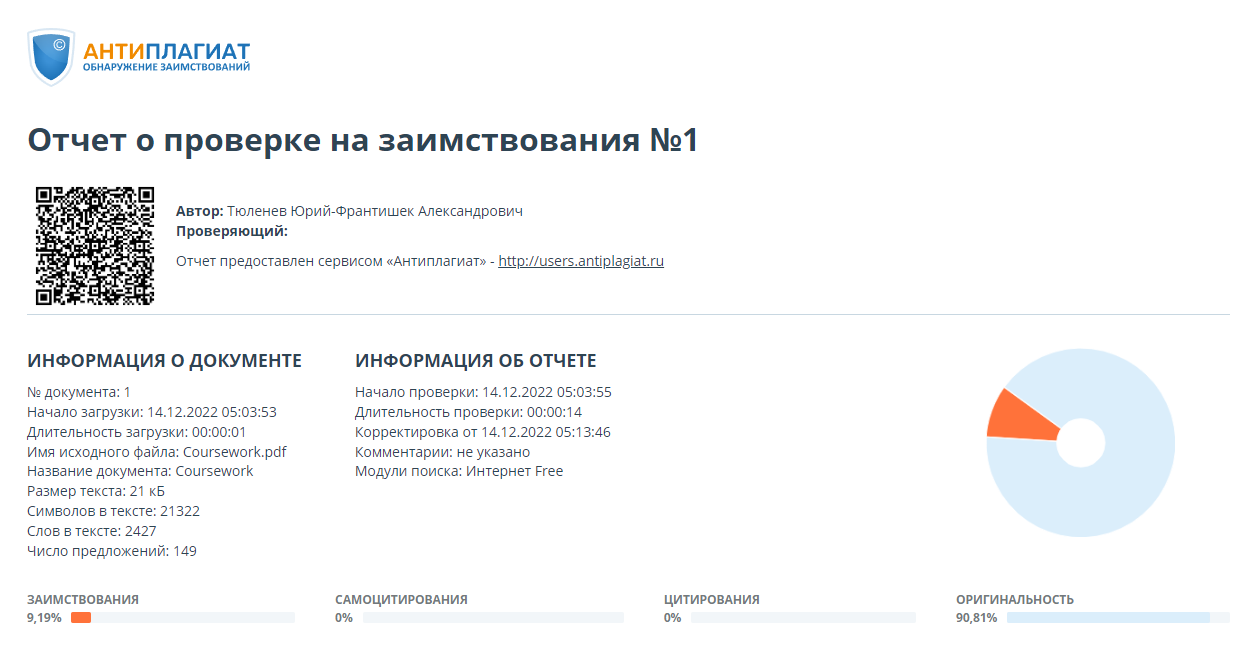 ©
АНТИПЛАГИАТ
ОБНАРУЖЕНИЕ ЗАИМСТВОВАНИЙ
Отчет о проверке на заимствования №1
Автор: Тюленев Юрий-Франтишек Александрович
Проверяющий:
Отчет предоставлен сервисом «Антиплагиат» - http://users.antiplagiat.ru
ИНФОРМАЦИЯ О ДОКУМЕНТЕ
№ документа: 1
Начало загрузки: 14.12.2022 05:03:53
Длительность загрузки: 00:00:01
Имя исходного файла: Coursework.pdf
Название документа: Coursework
Размер текста: 21 кБ
Cимволов в тексте: 21322
Слов в тексте: 2427
Число предложений: 149
ИНФОРМАЦИЯ ОБ ОТЧЕТЕ
Начало проверки: 14.12.2022 05:03:55
Длительность проверки: 00:00:14
Корректировка от 14.12.2022 05:13:46
Комментарии: не указано
Модули поиска: Интернет Free
ЗАИМСТВОВАНИЯ
9,19%
САМОЦИТИРОВАНИЯ
0%
ЦИТИРОВАНИЯ
0%
ОРИГИНАЛЬНОСТЬ
90,81%